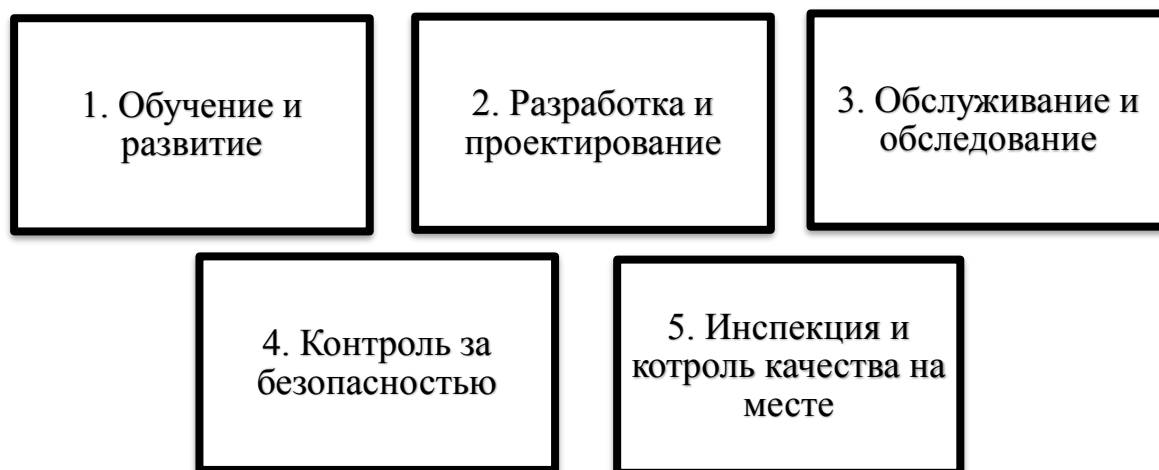 1. Обучение и
развитие
2. Разработка и
проектирование
3. Обслуживание и
обследование
4. Контроль за
безопасностью
5. Инспекция и
котроль качества на
месте